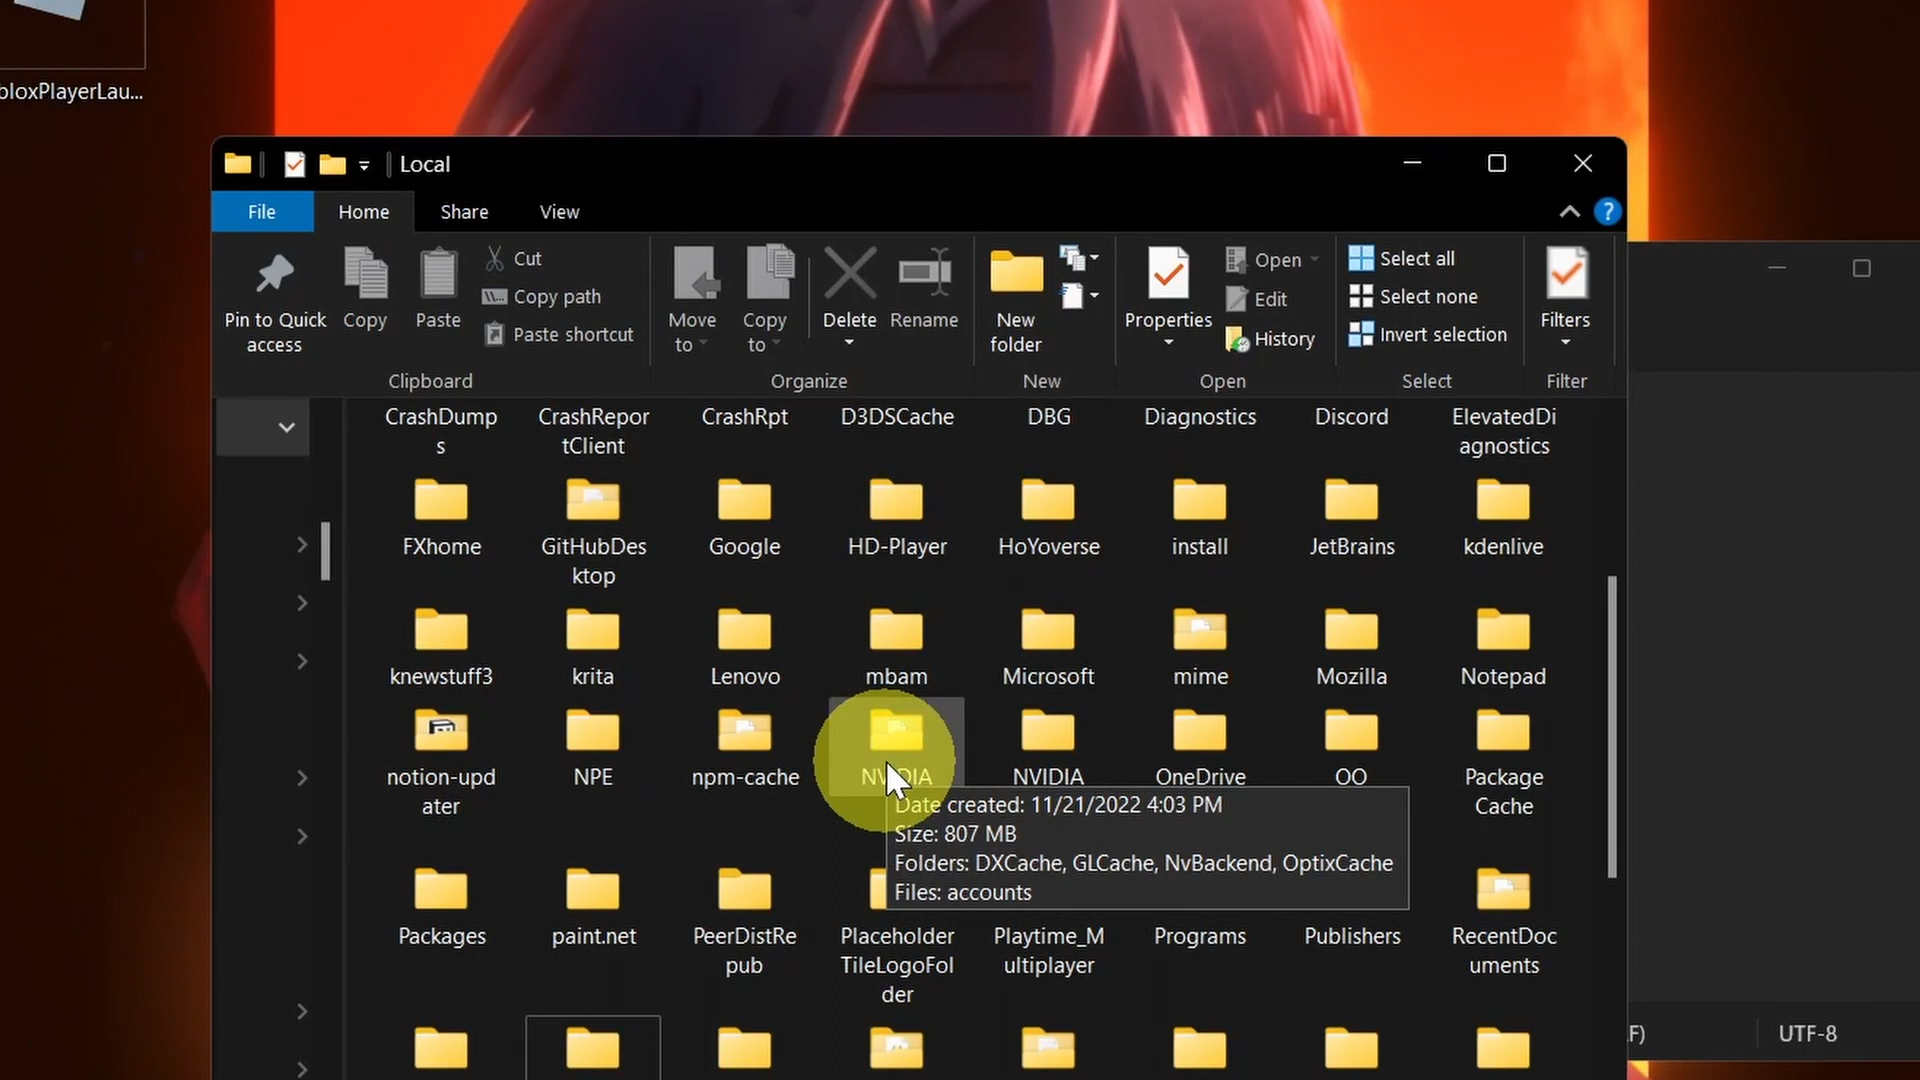 bloxPlayerLau...
Local
File
Home
Share
View
?
Pin to Quick
access
Copy
Paste
Cut
Copy path
Paste shortcut
Move
to
Copy
to
Delete
Rename
New
folder
Properties
Open
Edit
History
Select all
Select none
Invert selection
Filters
Clipboard
Organize
New
Open
Select
Filter
CrashDump
s
CrashRepor
tClient
CrashRpt
D3DSCache
DBG
Diagnostics
Discord
ElevatedDi
agnostics
FXhome
GitHubDes
ktop
Google
HD-Player
HoYoverse
install
JetBrains
kdenlive
knewstuff3
krita
Lenovo
mbam
Microsoft
mime
Mozilla
Notepad
notion-upd
ater
NPE
npm-cache
NVIDIA
NVIDIA
OneDrive
OO
Package
Cache
Date created: 11/21/2022 4:03 PM
Size: 807 MB
Folders: DXCache, GLCache, NvBackend, OptixCache
Files: accounts
Packages
paint.net
PeerDistRe
pub
Placeholder
TileLogoFol
der
Playtime_M
ultiplayer
Programs
Publishers
RecentDoc
uments
F)
UTF-8